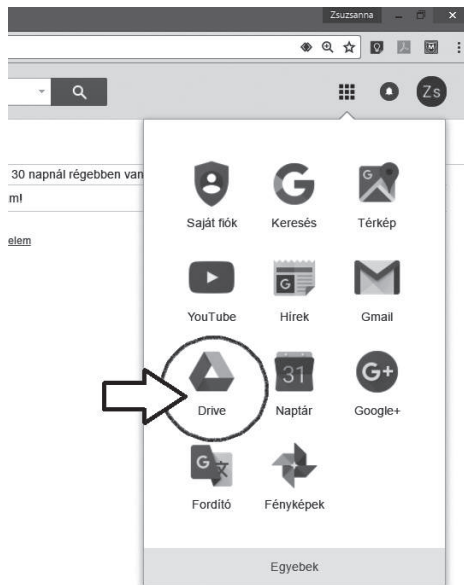 Zsuzsanna
Zs
30 napnál régebben van
m!
elem
Saját fiók Keresés Térkép
YouTube Hírek Gmail
31 G+
Drive Naptár Google+
Fordító Fényképek
Egyebek